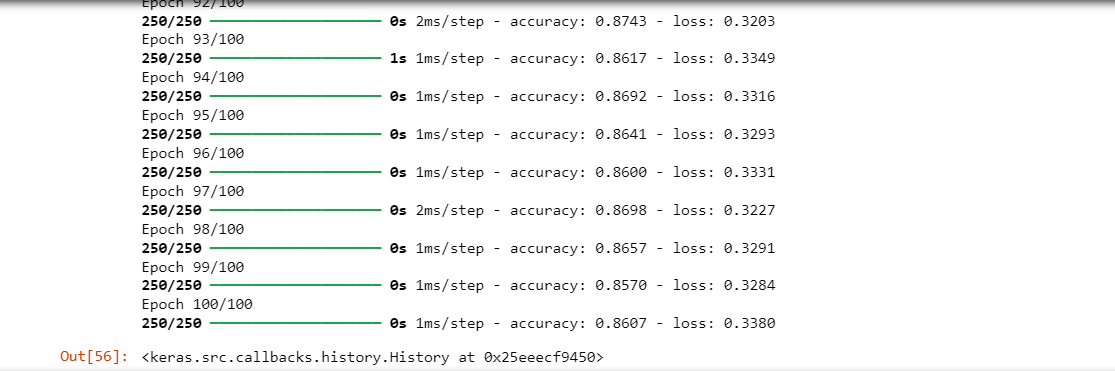 Epoch 92/100
250/250 0s 2ms/step - accuracy: 0.8743 - loss: 0.3203
Epoch 93/100
250/250 1s 1ms/step - accuracy: 0.8617 - loss: 0.3349
Epoch 94/100
250/250 0s 1ms/step - accuracy: 0.8692 - loss: 0.3316
Epoch 95/100
250/250 0s 1ms/step - accuracy: 0.8641 - loss: 0.3293
Epoch 96/100
250/250 0s 1ms/step - accuracy: 0.8600 - loss: 0.3331
Epoch 97/100
250/250 0s 2ms/step - accuracy: 0.8698 - loss: 0.3227
Epoch 98/100
250/250 0s 1ms/step - accuracy: 0.8657 - loss: 0.3291
Epoch 99/100
250/250 0s 1ms/step - accuracy: 0.8570 - loss: 0.3284
Epoch 100/100
250/250 0s 1ms/step - accuracy: 0.8607 - loss: 0.3380
Out[56]: <keras.src.callbacks.history.History at 0x25eeecf9450>